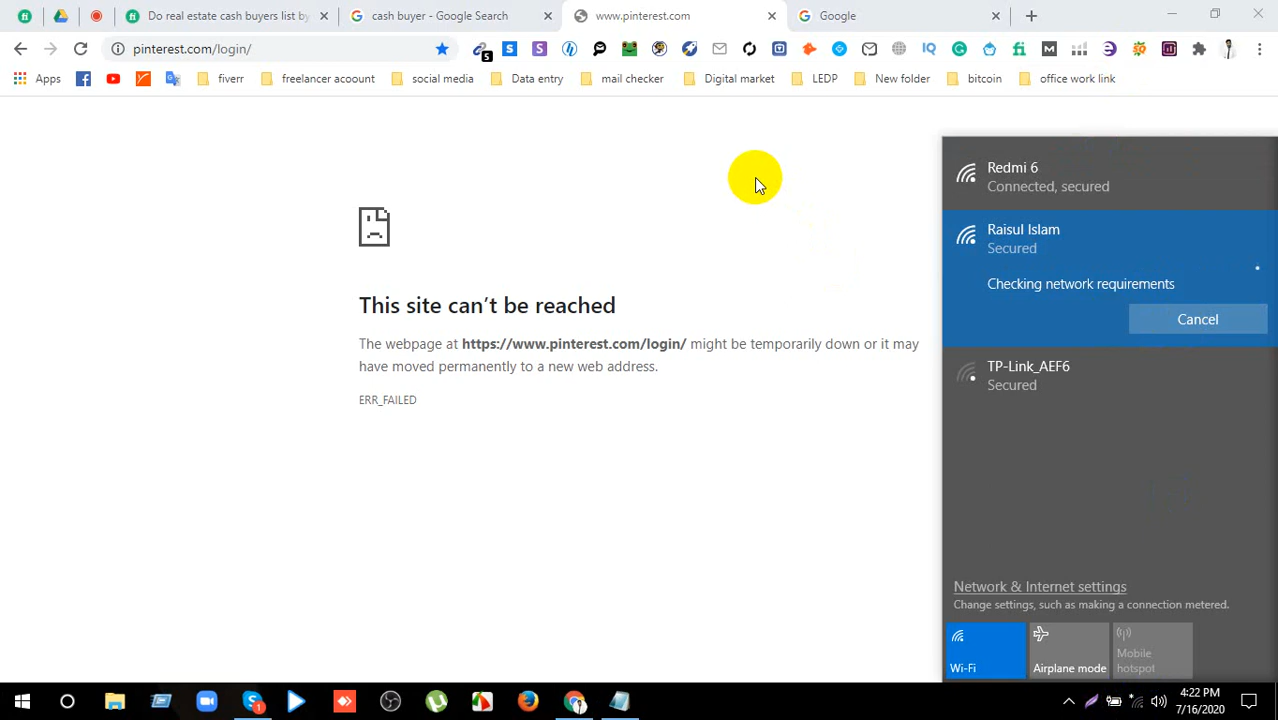 Do real estate cash buyers list by
cash buyer - Google Search
www.pinterest.com
Google
pinterest.com/login/
5
Apps
fiverr
freelancer acoount
social media
Data entry
mail checker
Digital market
LEDP
New folder
bitcoin
office work link
This site can't be reached
The webpage at https://www.pinterest.com/login/ might be temporarily down or it may
have moved permanently to a new web address.
ERR_FAILED
Redmi 6
Connected, secured
Raisul Islam
Secured
Checking network requirements
Cancel
TP-Link_AEF6
Secured
Network & Internet settings
Change settings, such as making a connection metered.
Wi-Fi
Airplane mode
Mobile
hotspot
4:22 PM
7/16/2020